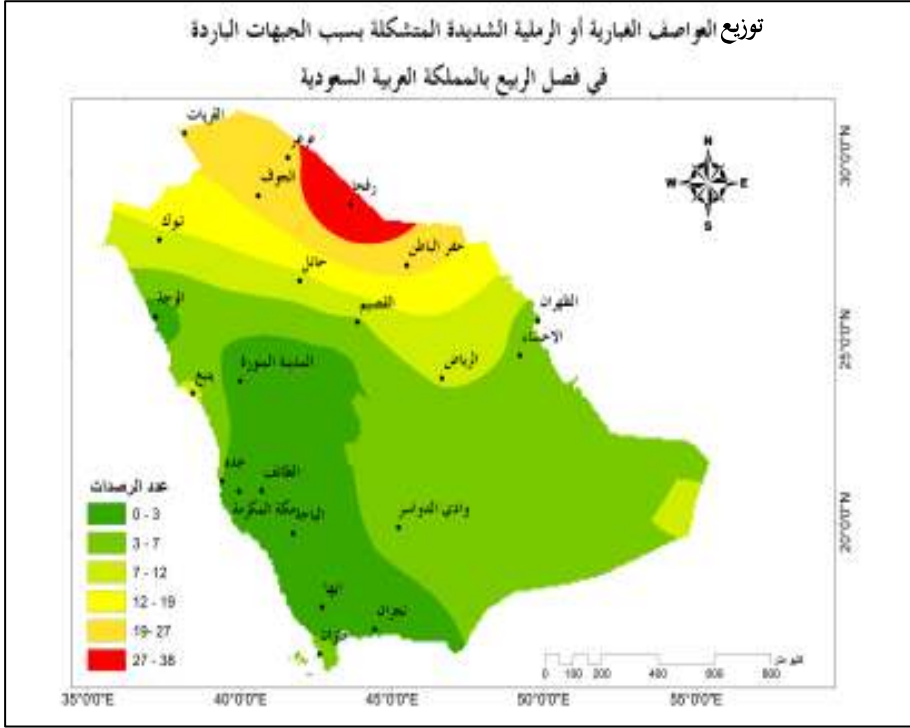 توزيع العواصف الغبارية أو الرملية الشديدة المتشكلة بسبب الجبهات الباردة
في فصل الربيع بالمملكة العربية السعودية
القريات
عرعر
الجوف
رفحا
N
W E
S
تبوك
حفر الباطن
حائل
الوجه
القصيم
الظهران
الاحساء
المدينة المنورة
الرياض
ينبع
جدة
الطائف
مكة المكرمة
الباحة
وادي الدواسر
ابها
نجران
جازان
عدد الرصدات
0 - 3
3 - 7
7 - 12
12 - 19
19- 27
27 - 38
0 100 200 400 600 800
35°0'0"E 40°0'0"E 45°0'0"E 50°0'0"E 55°0'0"E
30°0'0"N
25°0'0"N
20°0'0"N